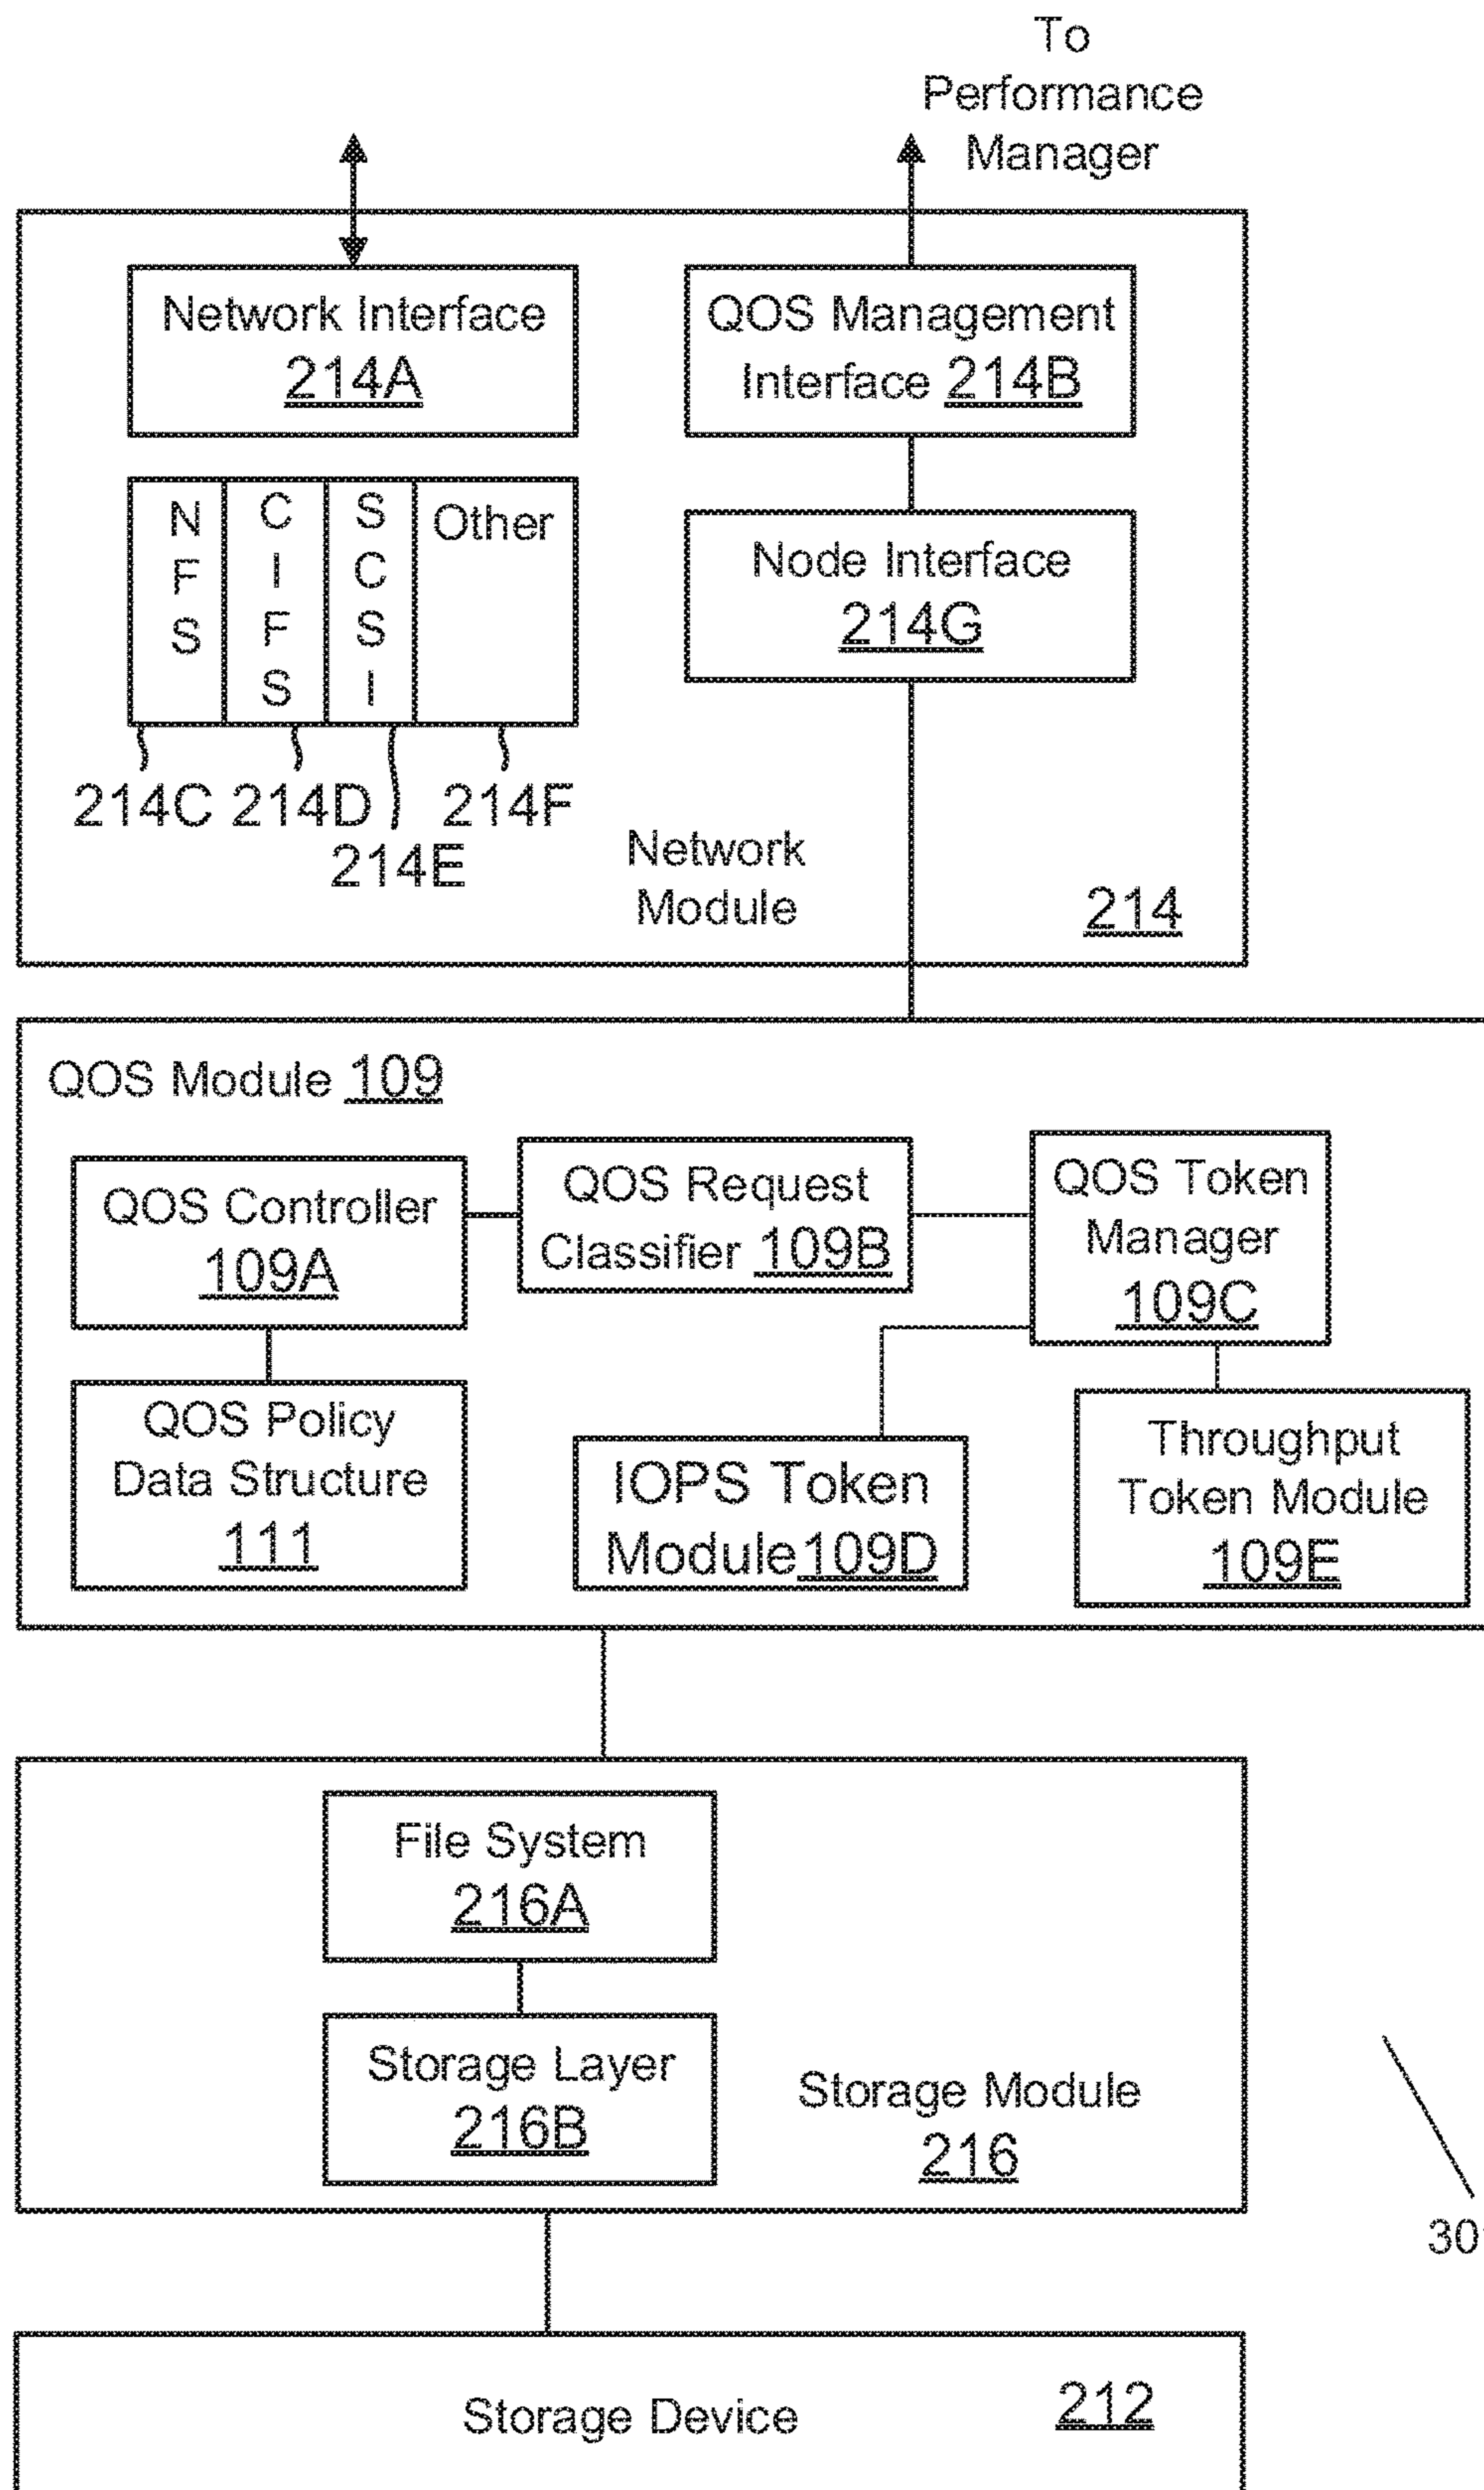 To
Performance
Manager
Network Interface
214A
QOS Management
Interface 214B
NFS
CIFS
SCSI
Other
Node Interface
214G
214C 214D 214F
214E
Network
Module
214
QOS Module 109
QOS Controller
109A
QOS Request
Classifier 109B
QOS Token
Manager
109C
QOS Policy
Data Structure
111
IOPS Token
Module 109D
Throughput
Token Module
109E
File System
216A
Storage Layer
216B
Storage Module
216
Storage Device
212